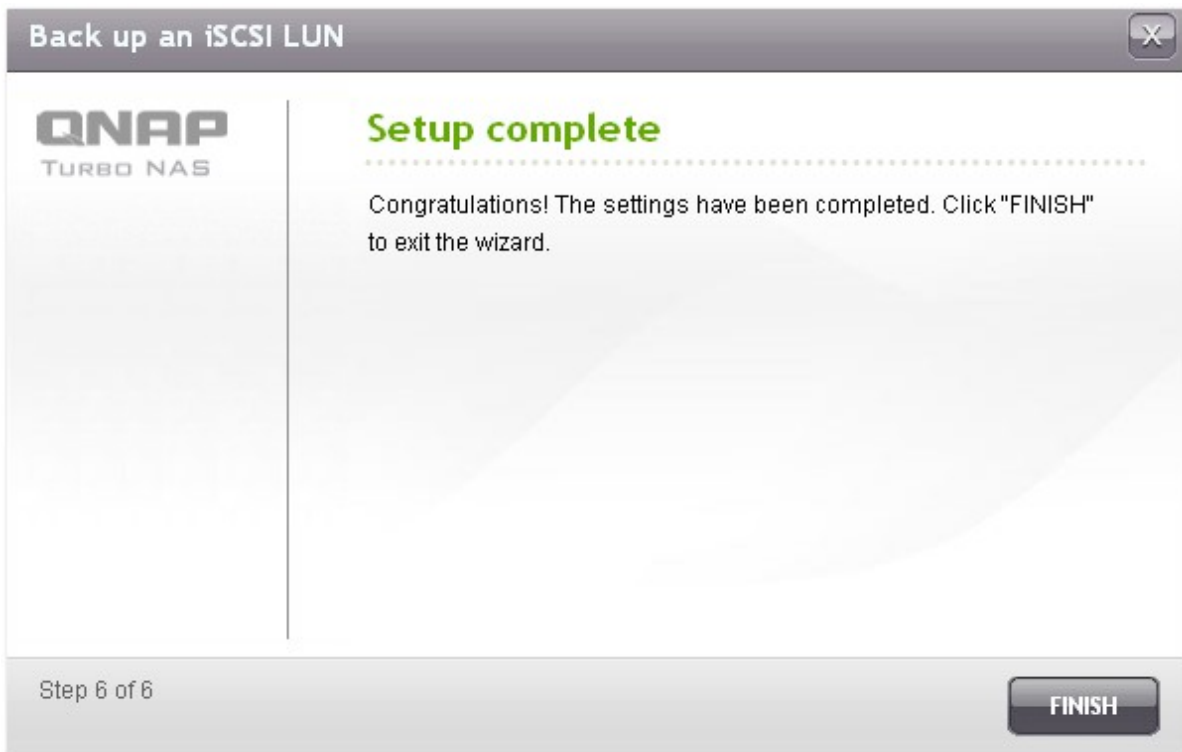 Back up an iSCSI LUN
X
QNAP
TURBO NAS
Setup complete
Congratulations! The settings have been completed. Click "FINISH"
to exit the wizard.
Step 6 of 6
FINISH